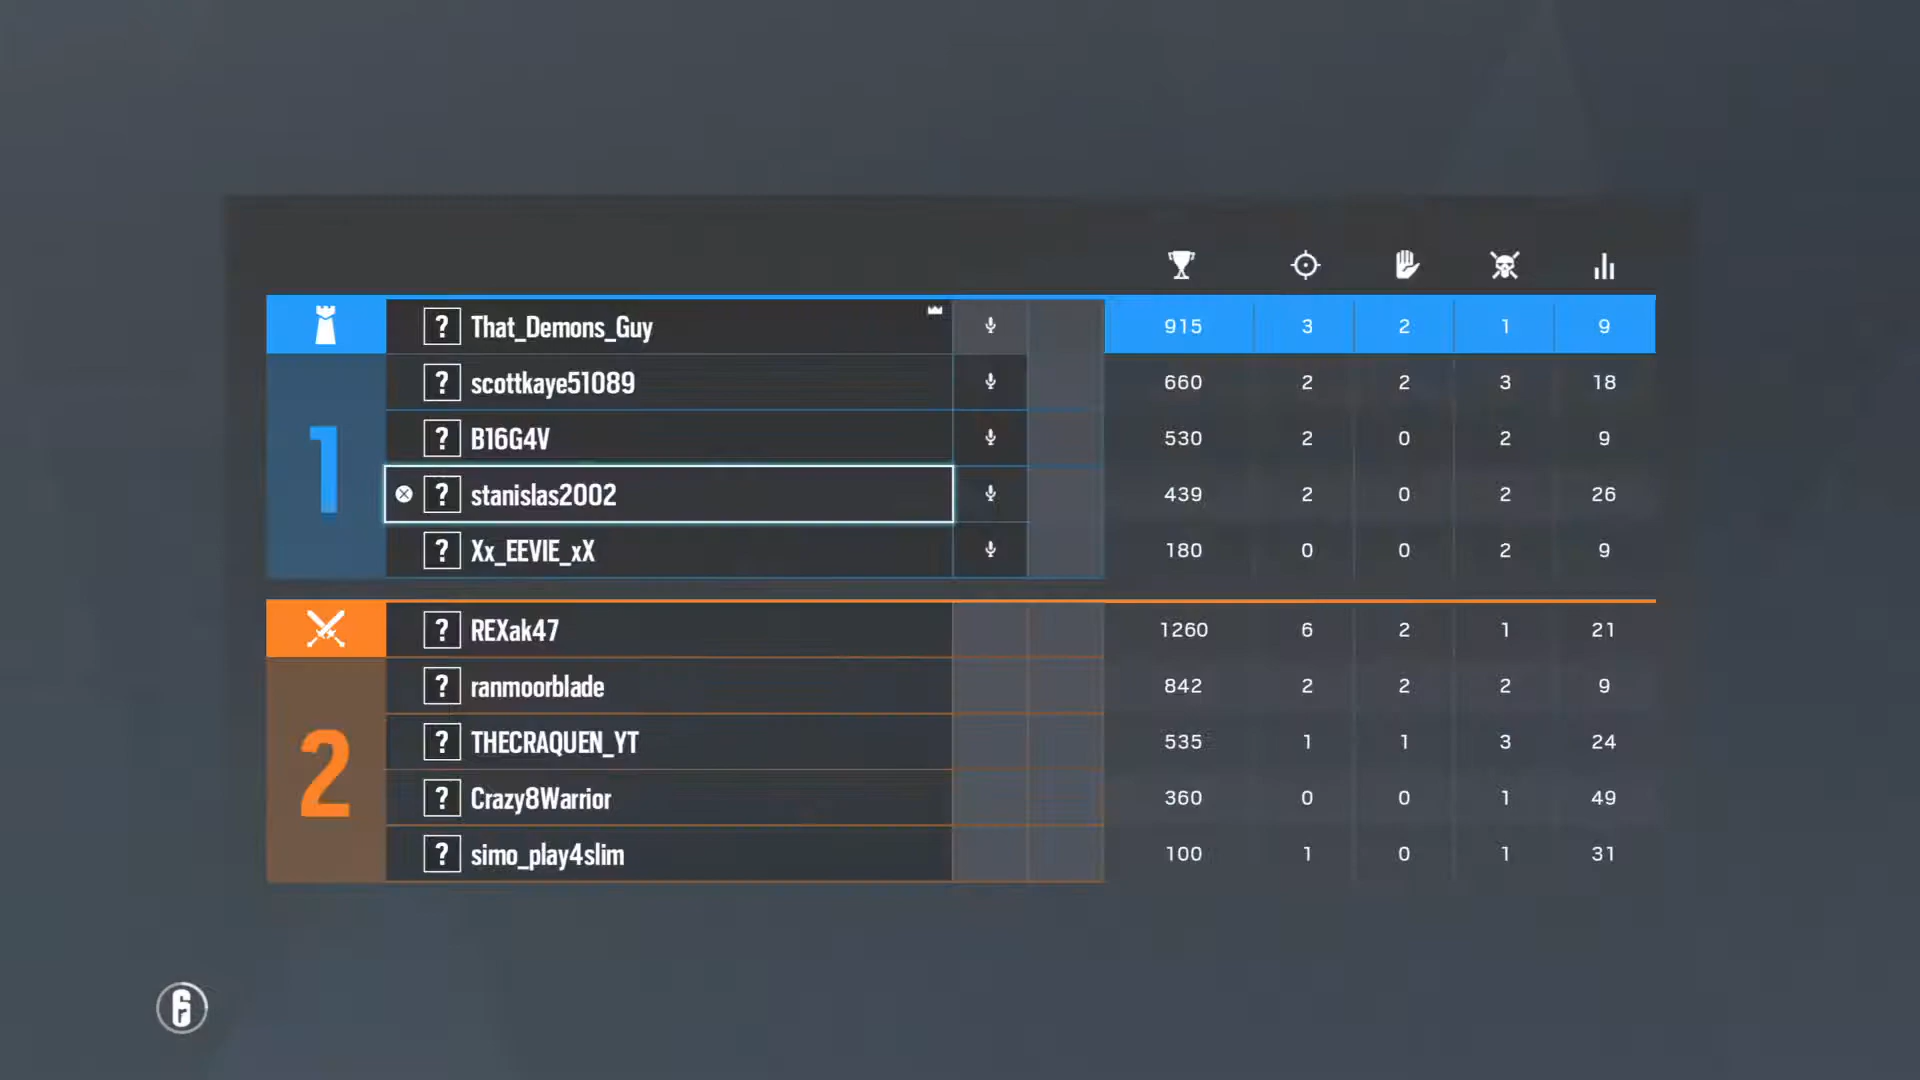 ? That_Demons_Guy 915 3 2 1 9
? scottkaye51089 660 2 2 3 18
1
? B16G4V 530 2 0 2 9
? stanislas2002 439 2 0 2 26
? Xx_EEVIE_xX 180 0 0 2 9
? REXak47 1260 6 2 1 21
? ranmoorblade 842 2 2 2 9
2
? THECRAQUEN_YT 535 1 1 3 24
? Crazy8Warrior 360 0 0 1 49
? simo_play4slim 100 1 0 1 31
6